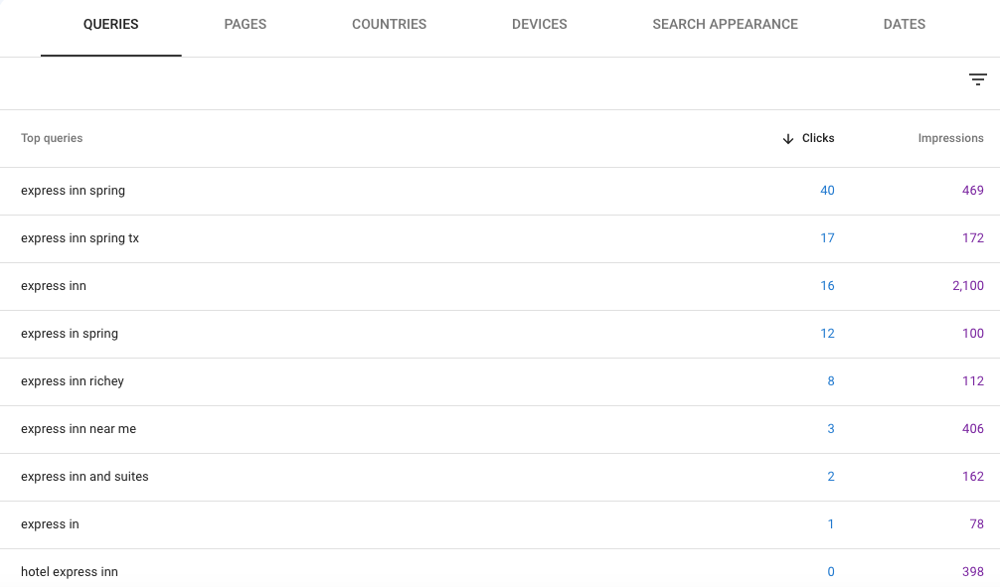 QUERIES PAGES COUNTRIES DEVICES SEARCH APPEARANCE DATES
Top queries Clicks Impressions
express inn spring 40 469
express inn spring tx 17 172
express inn 16 2,100
express in spring 12 100
express inn richey 8 112
express inn near me 3 406
express inn and suites 2 162
express in 1 78
hotel express inn 0 398